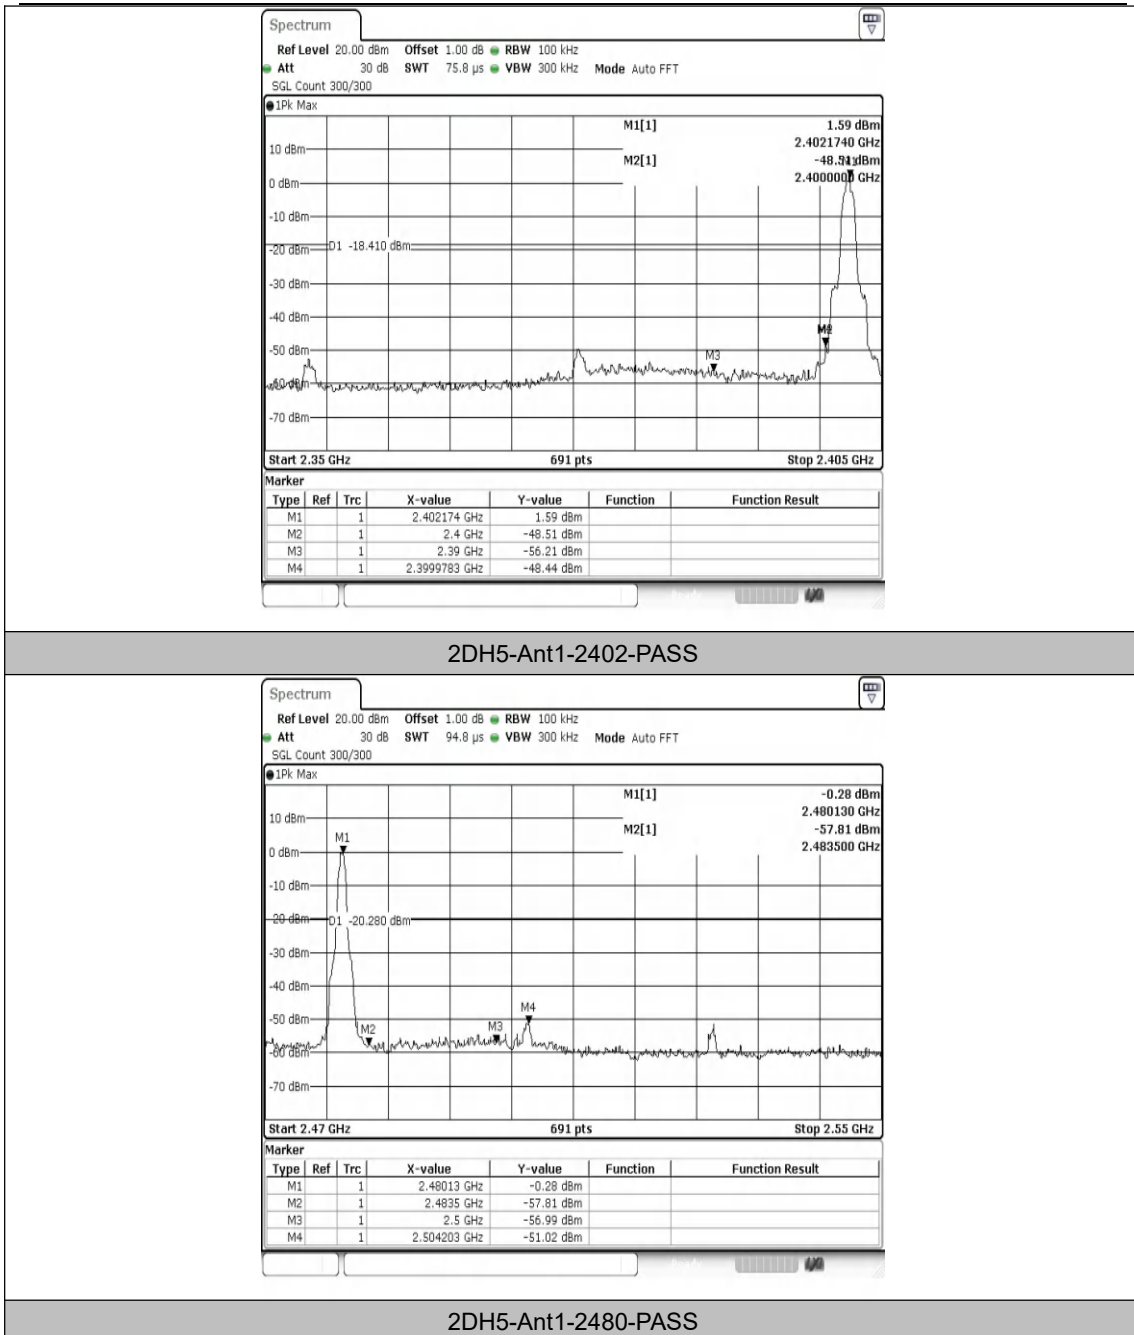 Spectrum
Ref Level 20.00 dBm Offset 1.00 dB RBW 100 kHz
Att 30 dB SWT 75.8 µs VBW 300 kHz Mode Auto FFT
SGL Count 300/300
1Pk Max
M1[1] 1.59 dBm
2.4021740 GHz
M2[1] -48.51 dBm
2.4000000 GHz
10 dBm
0 dBm
-10 dBm
-20 dBm
D1 -18.410 dBm
-30 dBm
-40 dBm
M2
-50 dBm
M3
-60 dBm
-70 dBm
Start 2.35 GHz 691 pts Stop 2.405 GHz
Marker
Type Ref Trc X-value Y-value Function Function Result
M1 1 2.402174 GHz 1.59 dBm
M2 1 2.4 GHz -48.51 dBm
M3 1 2.39 GHz -56.21 dBm
M4 1 2.3999783 GHz -48.44 dBm
2DH5-Ant1-2402-PASS
Spectrum
Ref Level 20.00 dBm Offset 1.00 dB RBW 100 kHz
Att 30 dB SWT 94.8 µs VBW 300 kHz Mode Auto FFT
SGL Count 300/300
1Pk Max
M1[1] -0.28 dBm
2.480130 GHz
M2[1] -57.81 dBm
2.483500 GHz
10 dBm
M1
0 dBm
-10 dBm
-20 dBm
D1 -20.280 dBm
-30 dBm
-40 dBm
M4
-50 dBm
M2 M3
-60 dBm
-70 dBm
Start 2.47 GHz 691 pts Stop 2.55 GHz
Marker
Type Ref Trc X-value Y-value Function Function Result
M1 1 2.48013 GHz -0.28 dBm
M2 1 2.4835 GHz -57.81 dBm
M3 1 2.5 GHz -56.99 dBm
M4 1 2.504203 GHz -51.02 dBm
2DH5-Ant1-2480-PASS